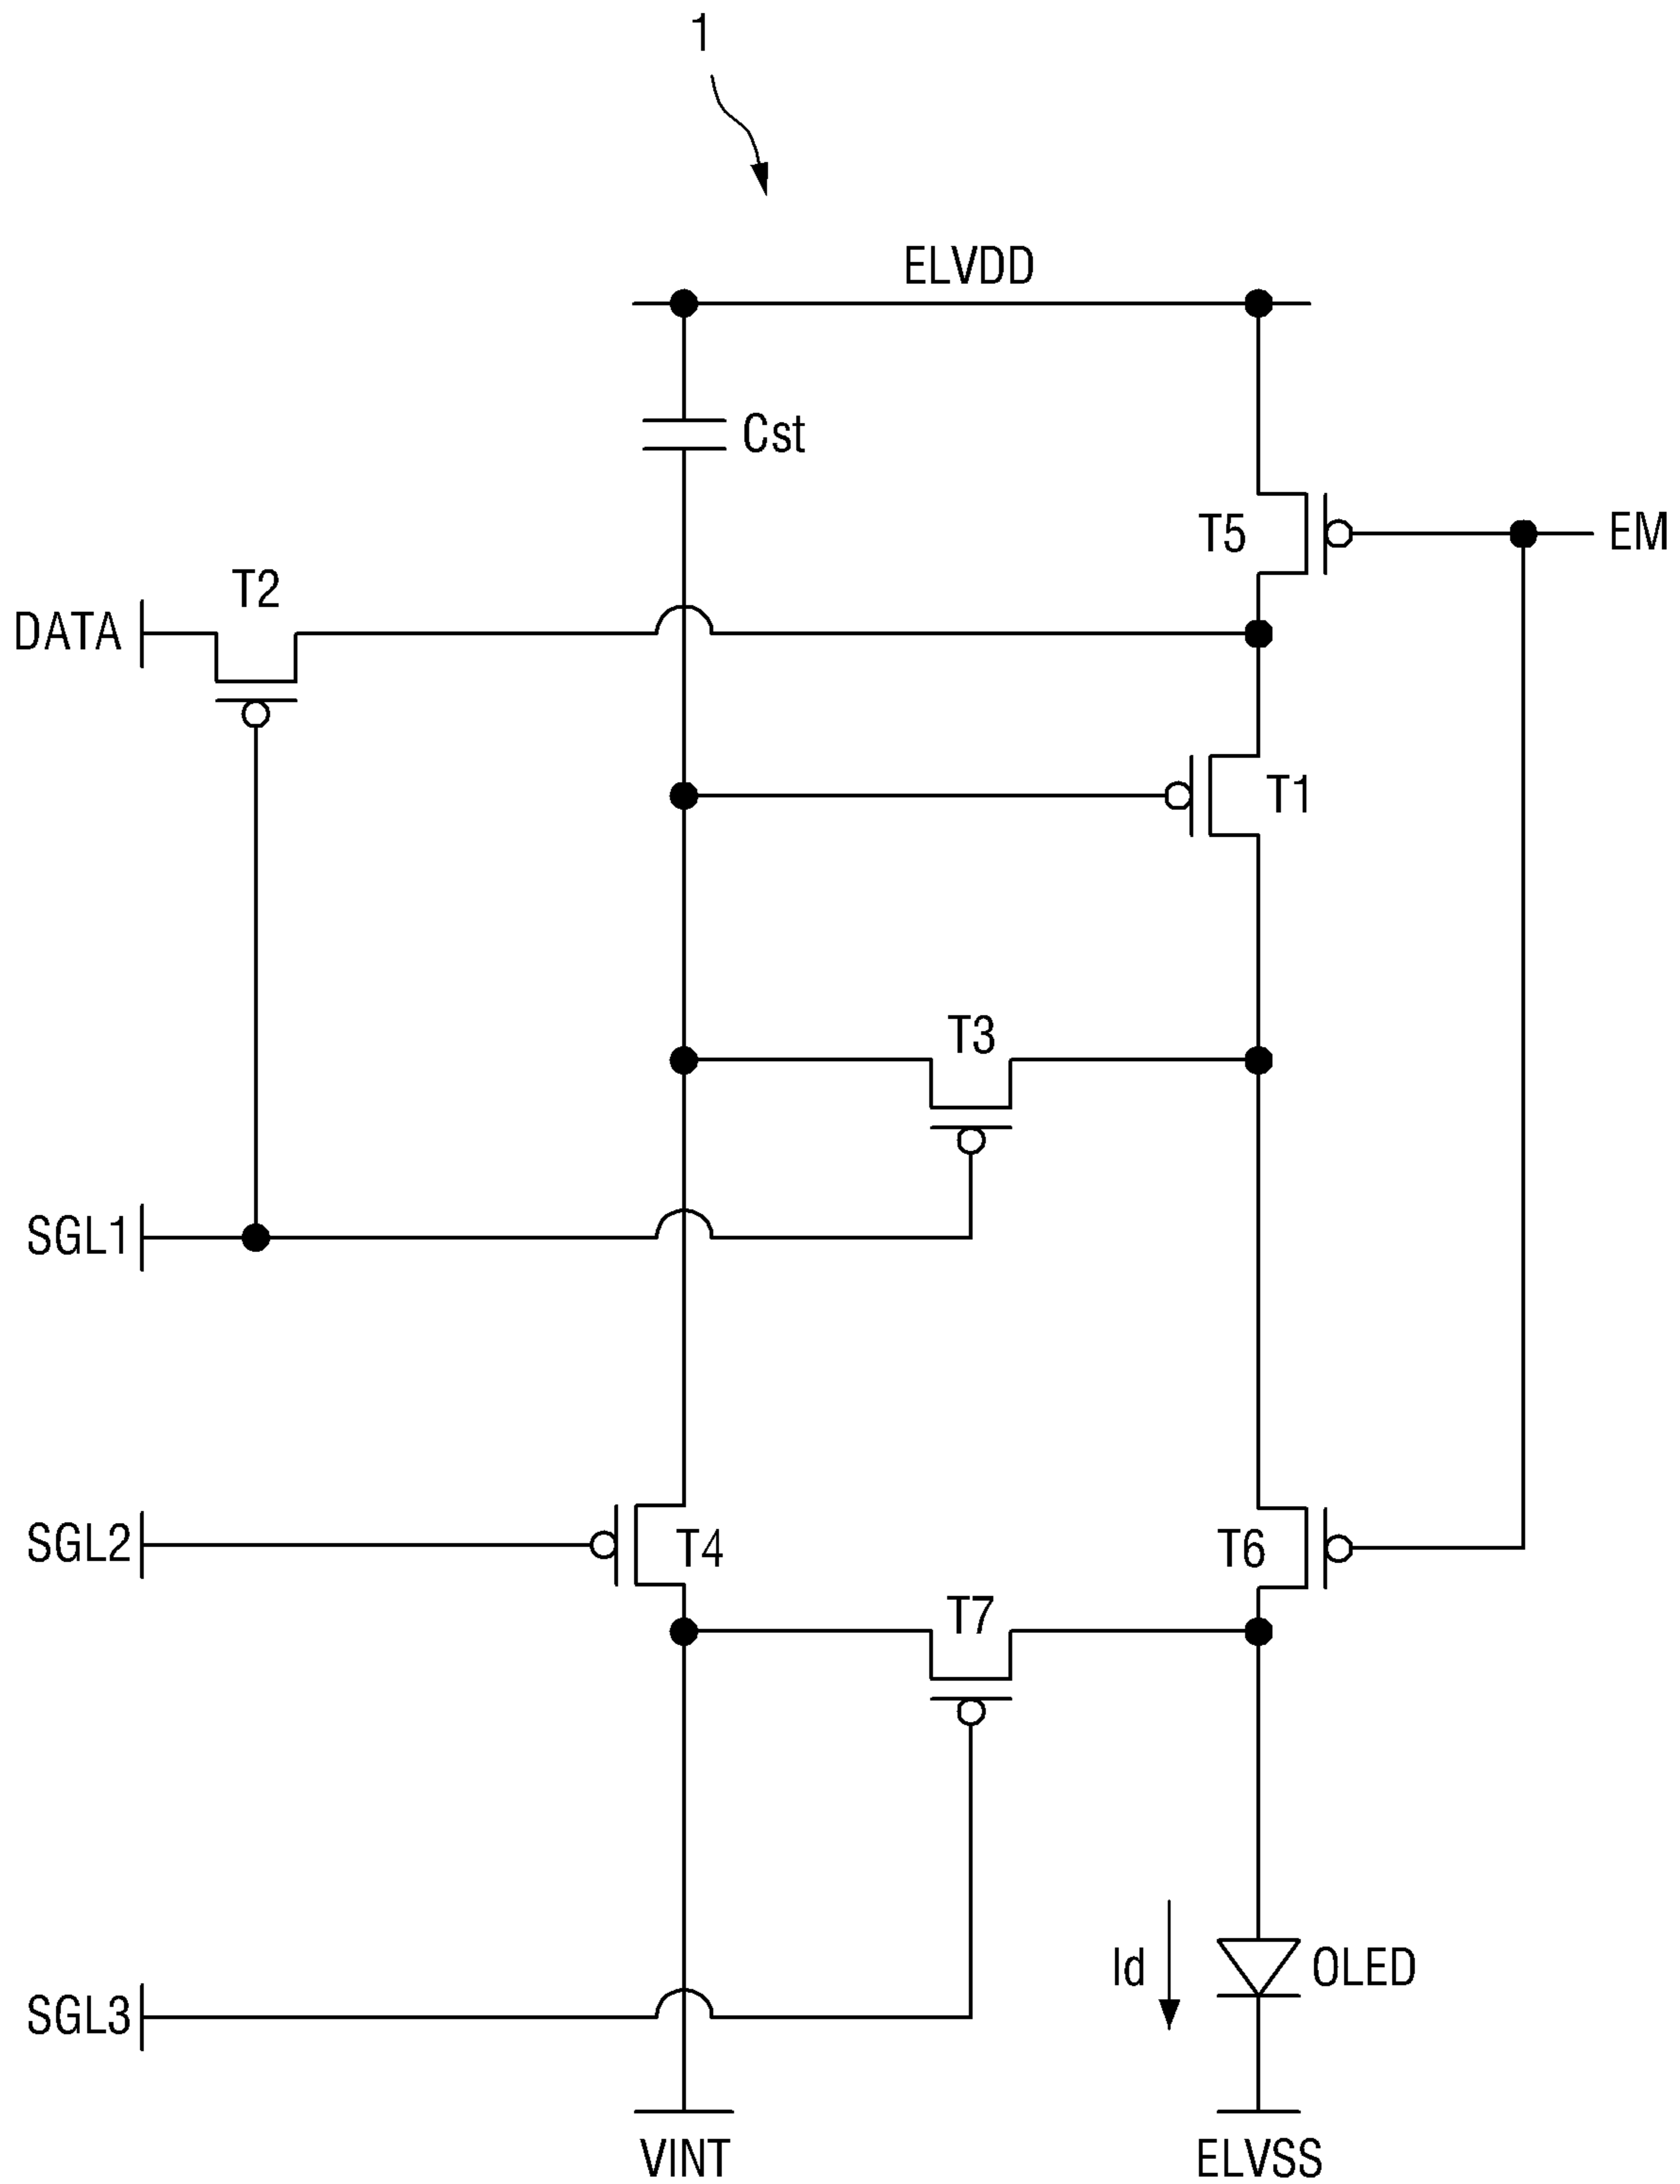 1
ELVDD
Cst
T5
EM
T2
DATA
T1
T3
SGL1
SGL2
T4
T6
T7
Id
OLED
SGL3
VINT
ELVSS